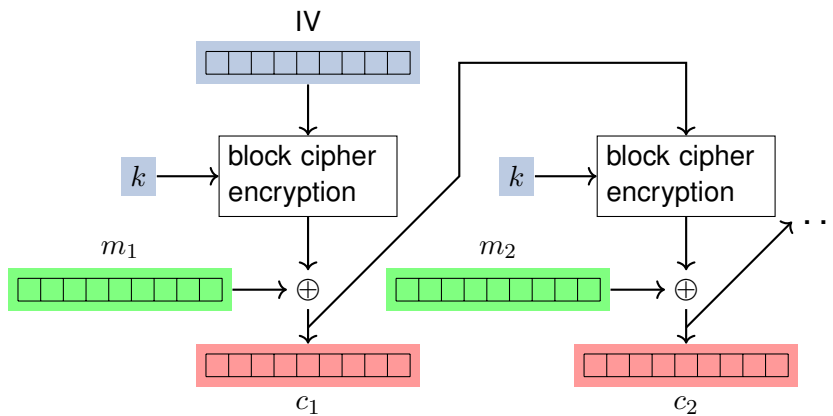 IV
block cipher
encryption
k
block cipher
encryption
k
m₁
m₂
⊕
⊕
. .
c₁
c₂